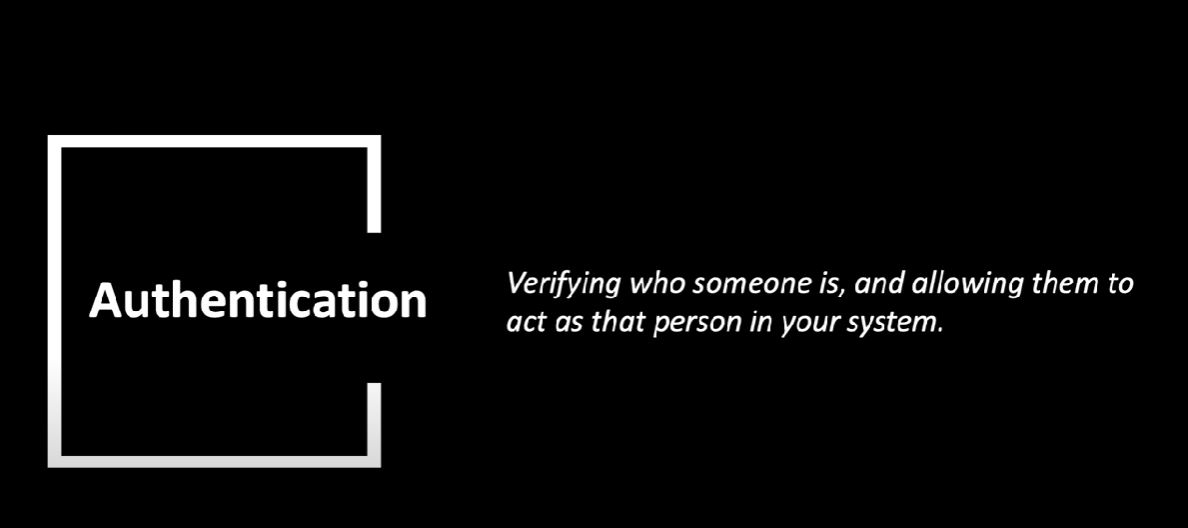 Authentication
Verifying who someone is, and allowing them to
act as that person in your system.